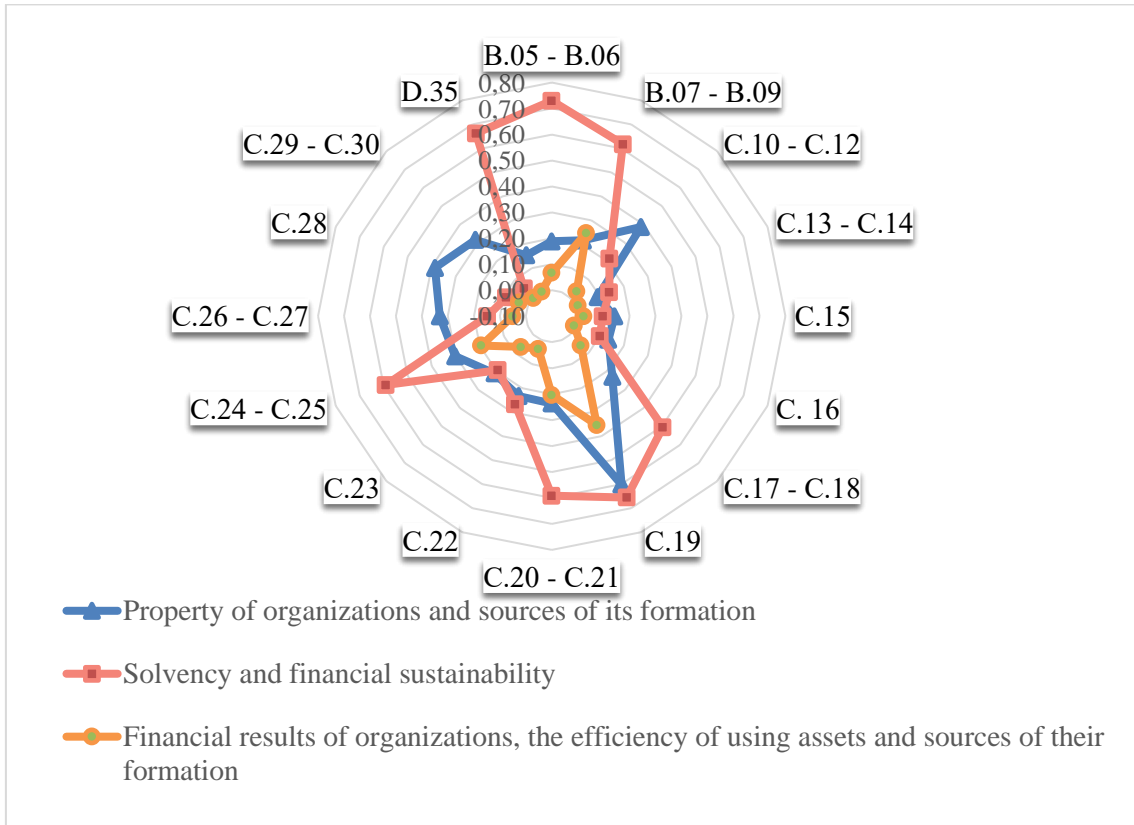 B.05 - B.06
B.07 - B.09
C.10 - C.12
C.13 - C.14
C.15
C. 16
C.17 - C.18
C.19
C.20 - C.21
C.22
C.23
C.24 - C.25
C.26 - C.27
C.28
C.29 - C.30
D.35
0,80
0,70
0,60
0,50
0,40
0,30
0,20
0,10
0,00
-0,10
Property of organizations and sources of its formation
Solvency and financial sustainability
Financial results of organizations, the efficiency of using assets and sources of their
formation